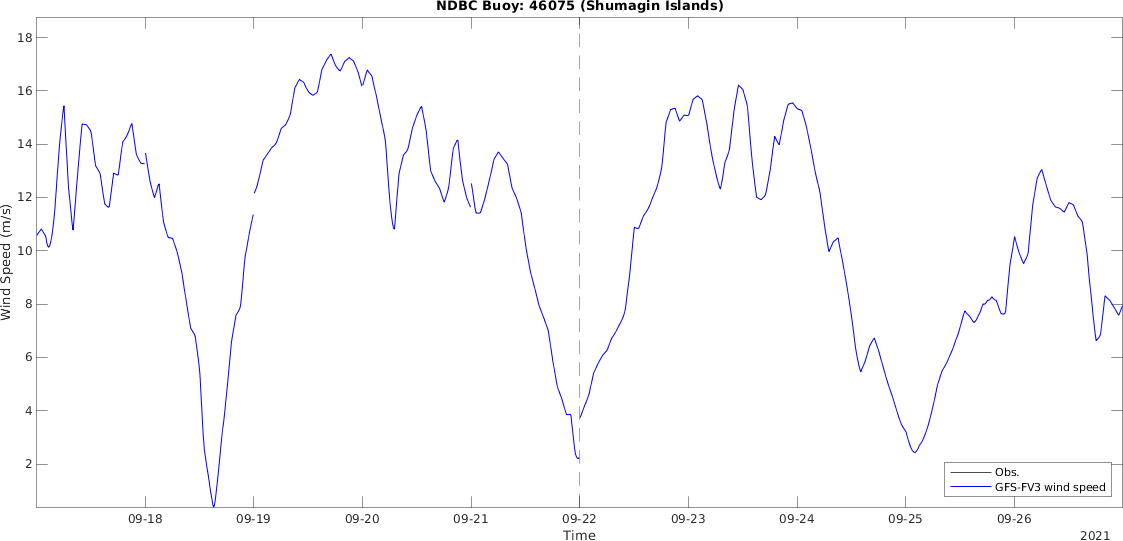 NDBC Buoy: 46075 (Shumagin Islands)
18
16
14
12
10
8
6
4
2
Wind Speed (m/s)
Obs.
GFS-FV3 wind speed
09-18 09-19 09-20 09-21 09-22 09-23 09-24 09-25 09-26
Time
2021